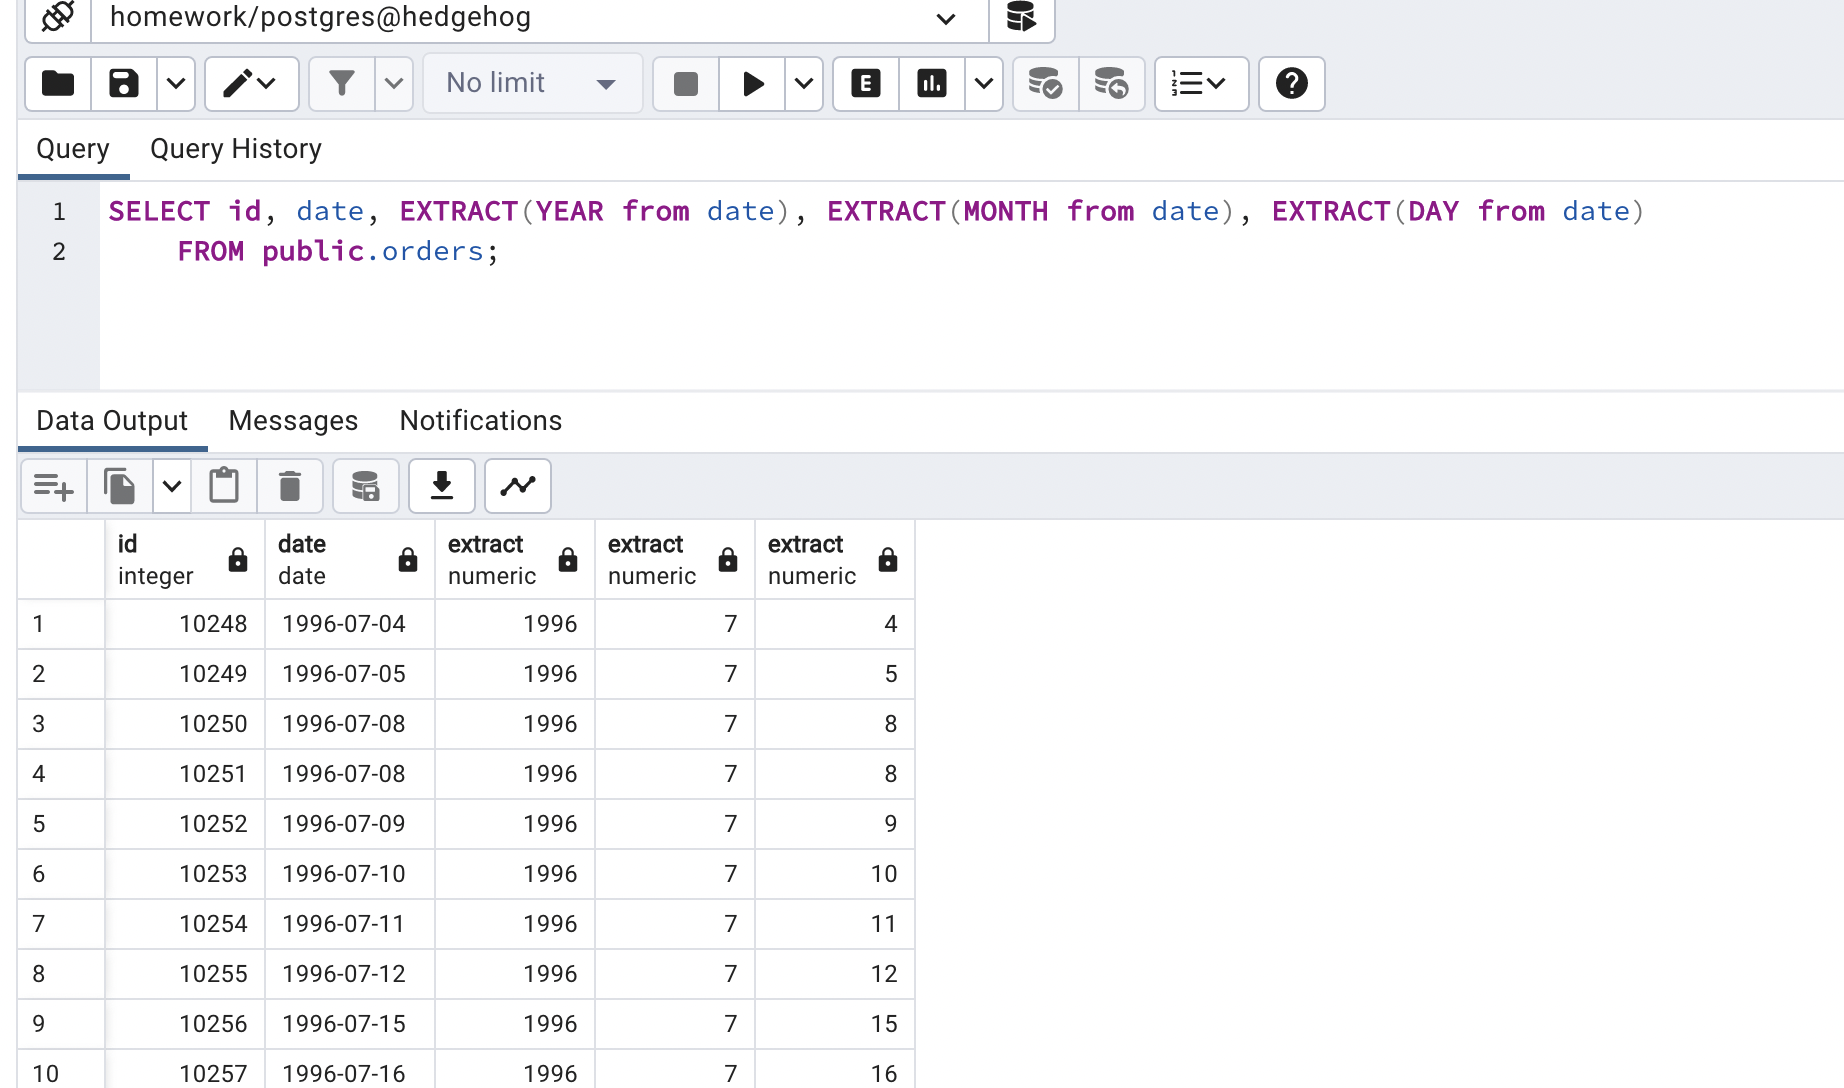 homework/postgres@hedgehog
No limit E 1 2 3 ?
Query Query History
1 SELECT id, date, EXTRACT(YEAR from date), EXTRACT(MONTH from date), EXTRACT(DAY from date)
2 FROM public.orders;
Data Output Messages Notifications
id date extract extract extract
integer date numeric numeric numeric
1 10248 1996-07-04 1996 7 4
2 10249 1996-07-05 1996 7 5
3 10250 1996-07-08 1996 7 8
4 10251 1996-07-08 1996 7 8
5 10252 1996-07-09 1996 7 9
6 10253 1996-07-10 1996 7 10
7 10254 1996-07-11 1996 7 11
8 10255 1996-07-12 1996 7 12
9 10256 1996-07-15 1996 7 15
10 10257 1996-07-16 1996 7 16